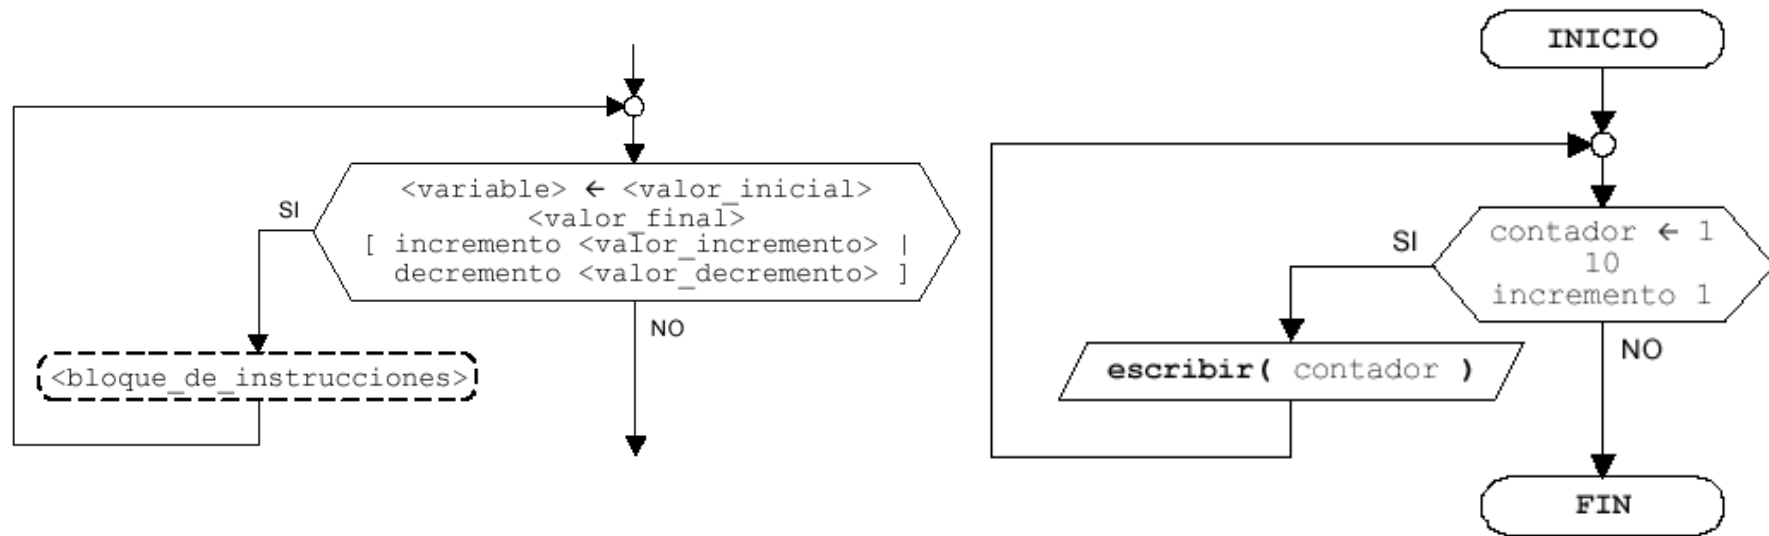 <variable> ← <valor_inicial>
SI
<valor_final>
[ incremento <valor_incremento> |
decremento <valor_decremento> ]
NO
<bloque_de_instrucciones>
INICIO
SI
contador ← 1
10
incremento 1
NO
escribir( contador )
FIN